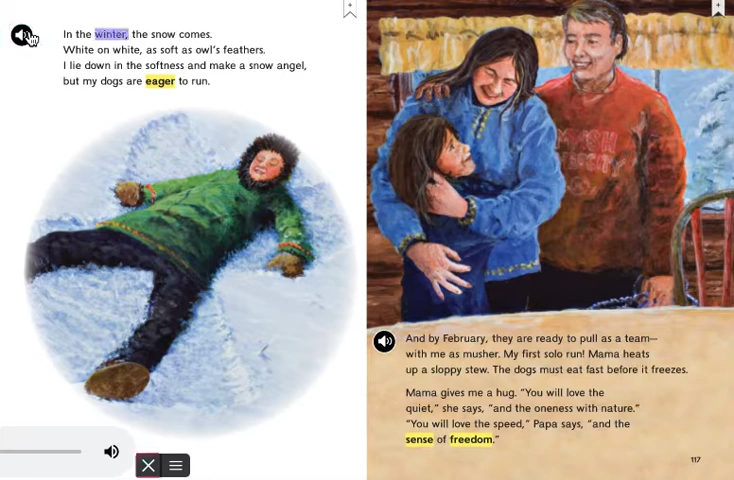 In the winter, the snow comes.
White on white, as soft as owl's feathers.
I lie down in the softness and make a snow angel,
but my dogs are eager to run.
And by February, they are ready to pull as a team—
with me as musher. My first solo run! Mama heats
up a sloppy stew. The dogs must eat fast before it freezes.
Mama gives me a hug. “You will love the
quiet,” she says, “and the oneness with nature.”
“You will love the speed,” Papa says, “and the
sense of freedom.”
117